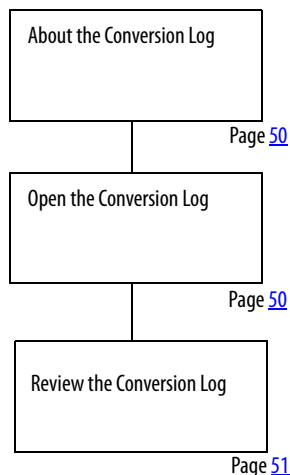 About the Conversion Log
Page 50
Open the Conversion Log
Page 50
Review the Conversion Log
Page 51